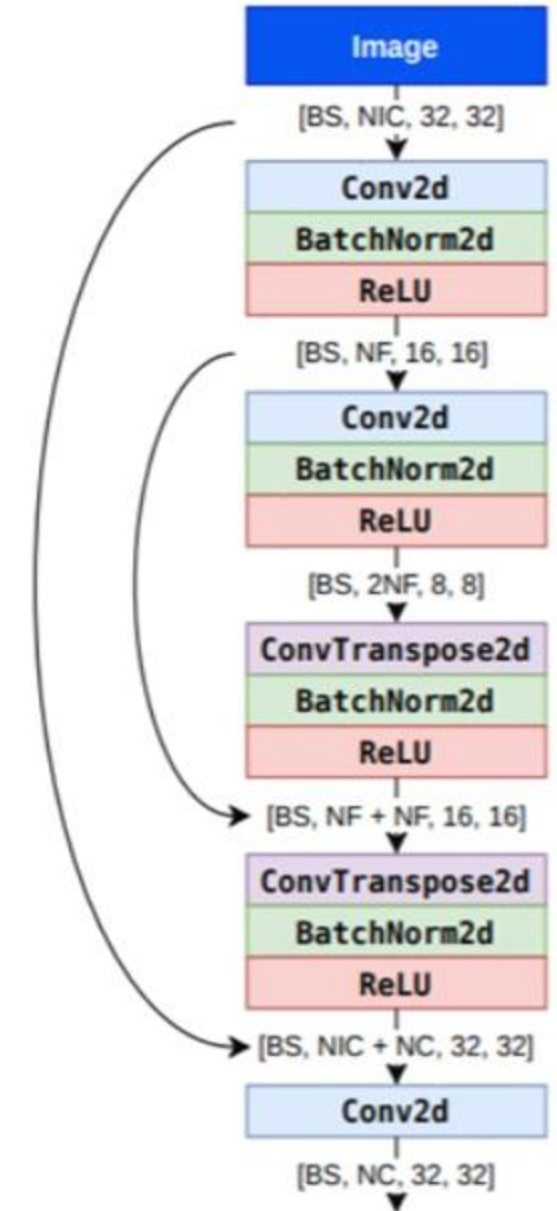 Image
[BS, NIC, 32, 32]
Conv2d
BatchNorm2d
ReLU
[BS, NF, 16, 16]
Conv2d
BatchNorm2d
ReLU
[BS, 2NF, 8, 8]
ConvTranspose2d
BatchNorm2d
ReLU
[BS, NF + NF, 16, 16]
ConvTranspose2d
BatchNorm2d
ReLU
[BS, NIC + NC, 32, 32]
Conv2d
[BS, NC, 32, 32]